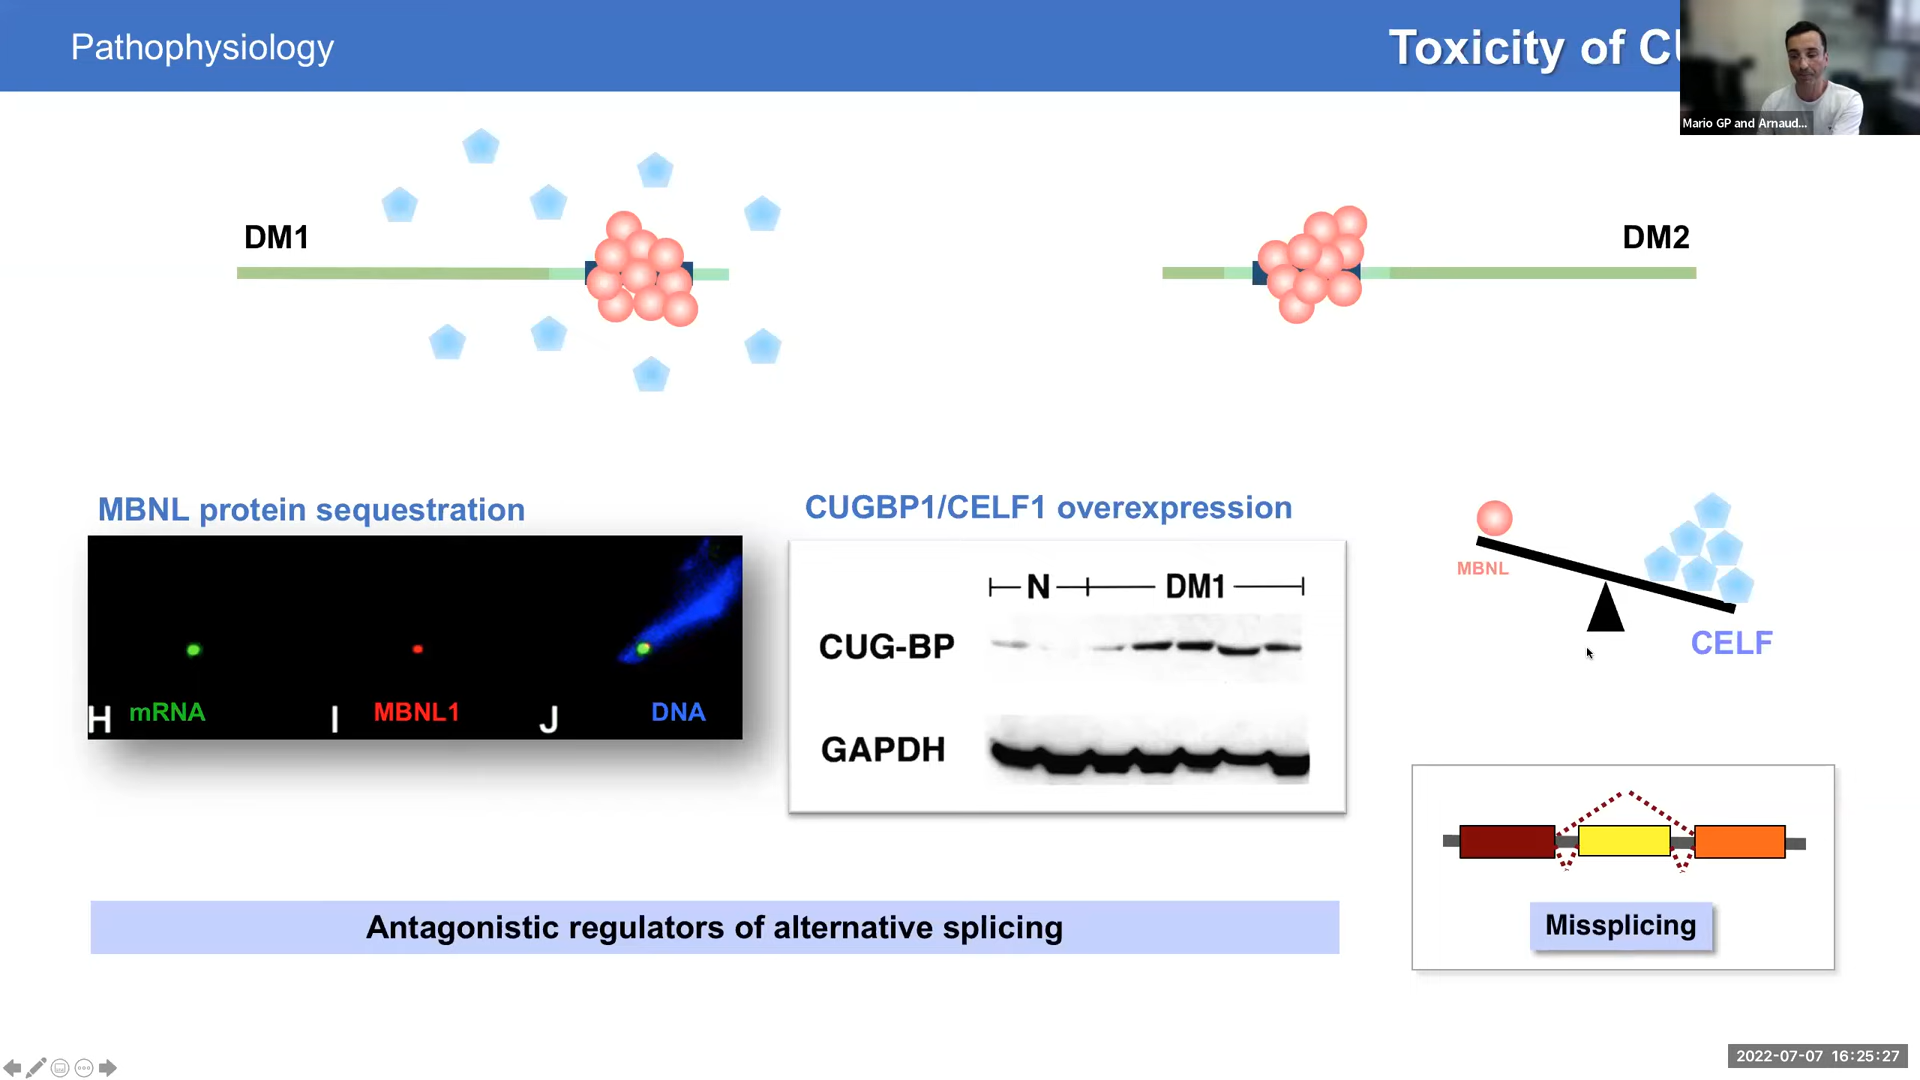 Pathophysiology
Toxicity of
Mario GP and Arnaud...
DM1
DM2
MBNL protein sequestration
CUGBP1/CELF1 overexpression
H mRNA
I MBNL1
J DNA
N DM1
CUG-BP
GAPDH
MBNL
CELF
Antagonistic regulators of alternative splicing
Missplicing
2022-07-07 16:25:27